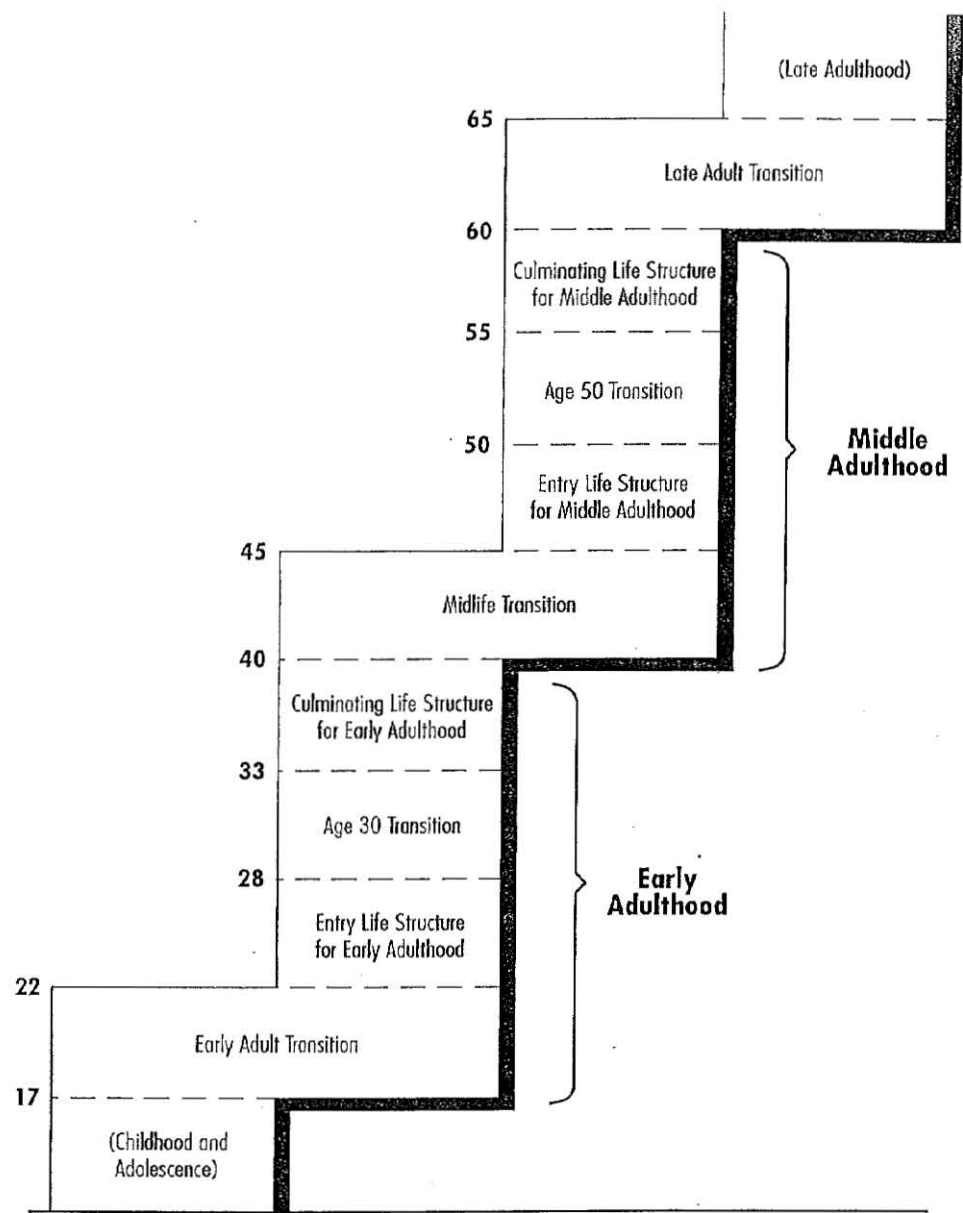 (Late Adulthood)
65
Late Adult Transition
60
Culminating Life Structure
for Middle Adulthood
55
Age 50 Transition
50
Middle
Adulthood
Entry Life Structure
for Middle Adulthood
45
Midlife Transition
40
Culminating Life Structure
for Early Adulthood
33
Age 30 Transition
28
Early
Adulthood
Entry Life Structure
for Early Adulthood
22
Early Adult Transition
17
(Childhood and
Adolescence)